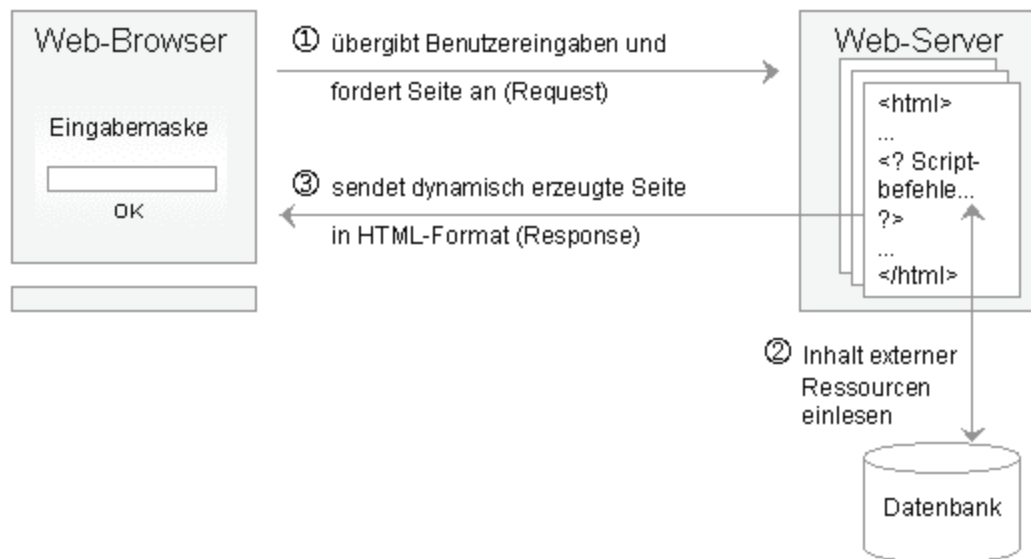 Web-Browser
Eingabemaske
OK
① übergibt Benutzereingaben und
fordert Seite an (Request)
③ sendet dynamisch erzeugte Seite
in HTML-Format (Response)
Web-Server
<html>
...
<? Script-
befehle...
?>
...
</html>
② Inhalt externer
Ressourcen
einlesen
Datenbank